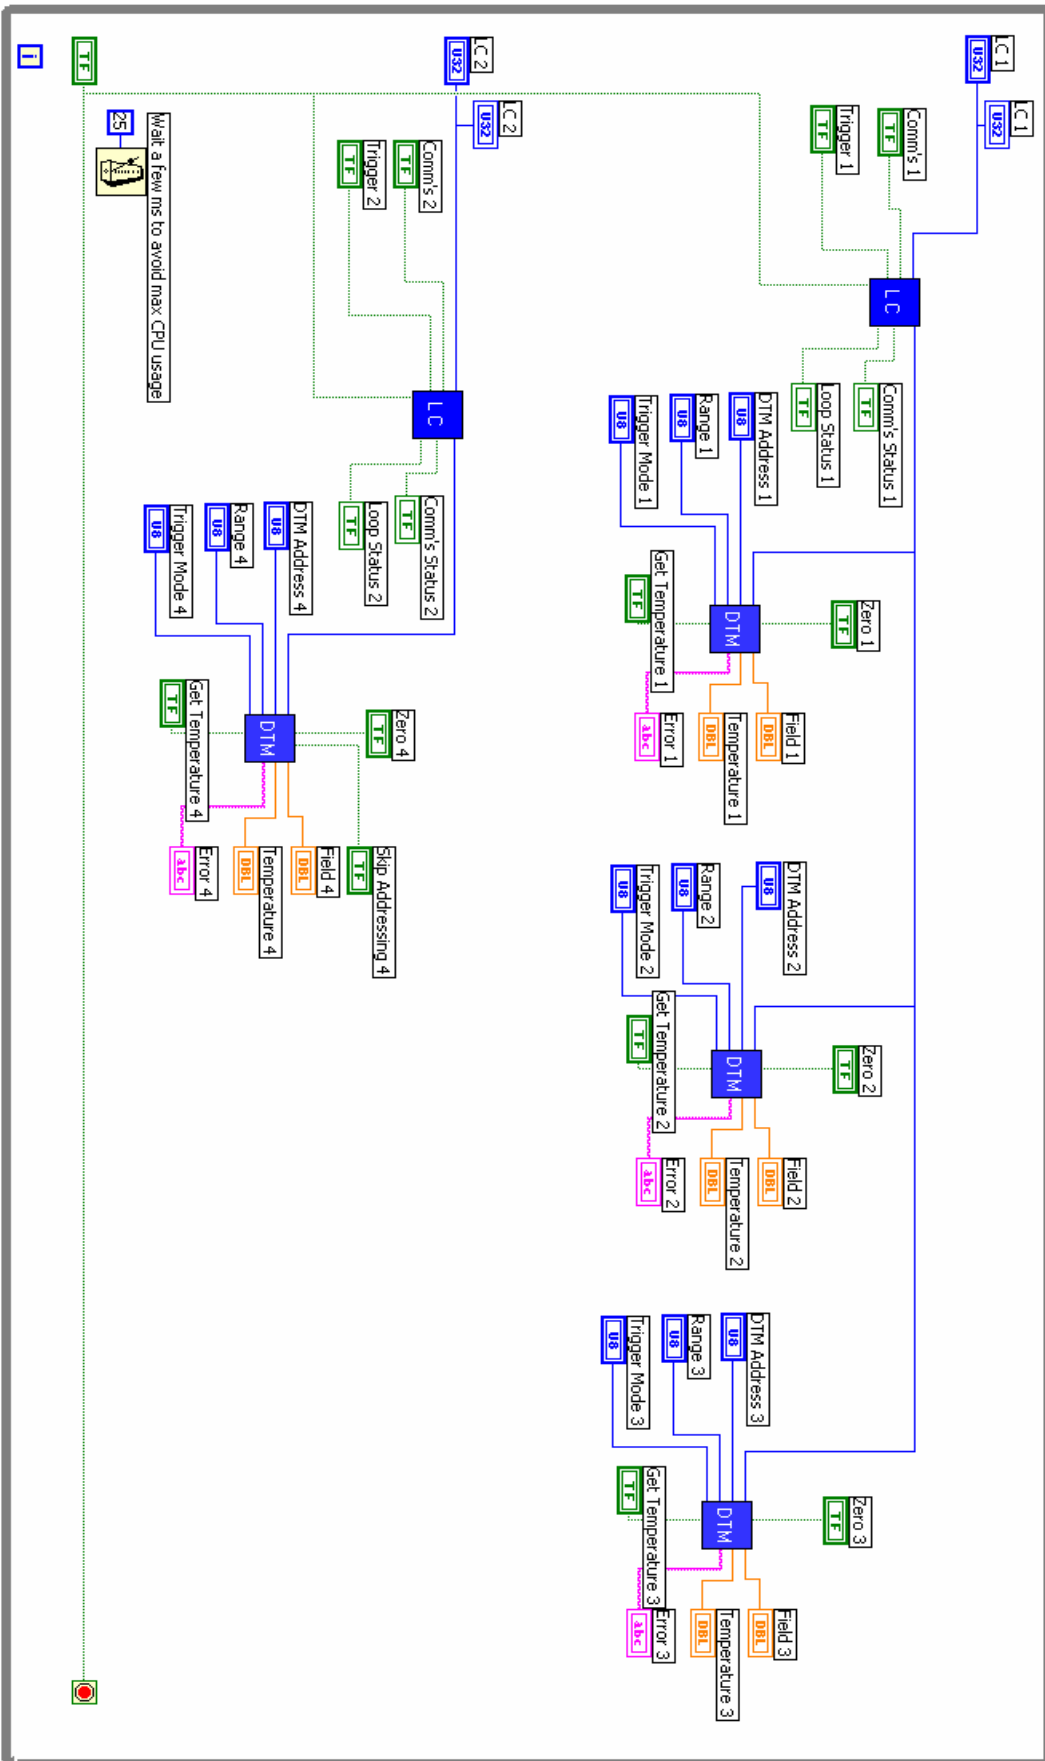 LC 1
U32
LC 1
U32
Comm's 1
TF
Trigger 1
TF
LC
Comm's Status 1
TF
Loop Status 1
TF
DTM Address 1
U8
Range 1
U8
Trigger Mode 1
U8
Zero 1
TF
DTM
Get Temperature 1
TF
Field 1
DBL
Temperature 1
DBL
Error 1
abc
DTM Address 2
U8
Range 2
U8
Trigger Mode 2
U8
Zero 2
TF
DTM
Get Temperature 2
TF
Field 2
DBL
Temperature 2
DBL
Error 2
abc
DTM Address 3
U8
Range 3
U8
Trigger Mode 3
U8
Zero 3
TF
DTM
Get Temperature 3
TF
Field 3
DBL
Temperature 3
DBL
Error 3
abc
LC 2
U32
LC 2
U32
Comm's 2
TF
Trigger 2
TF
LC
Comm's Status 2
TF
Loop Status 2
TF
DTM Address 4
U8
Range 4
U8
Trigger Mode 4
U8
Zero 4
TF
DTM
Get Temperature 4
TF
Skip Addressing 4
TF
Field 4
DBL
Temperature 4
DBL
Error 4
abc
Wait a few ms to avoid max CPU usage
25
TF
i